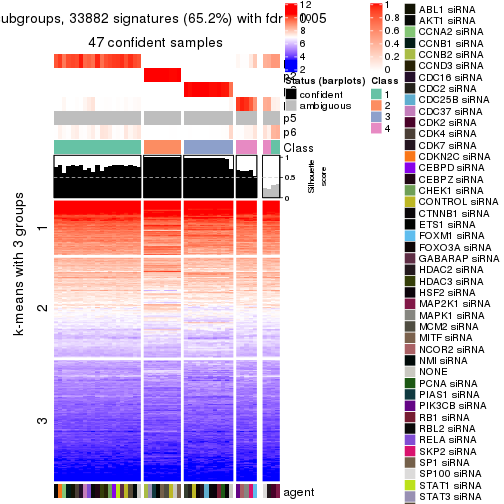 ubgroups, 33882 signatures (65.2%) with fdr < 0.05
47 confident samples
p5
p6
Class
1
0.5
0
Silhouette
score
k-means with 3 groups
1
2
3
agent
12
10
8
6
4
2
Status (barplots)
confident
ambiguous
1
0.8
0.6
0.4
0.2
0
Class
1
2
3
4
ABL1 siRNA
AKT1 siRNA
CCNA2 siRNA
CCNB1 siRNA
CCNB2 siRNA
CCND3 siRNA
CDC16 siRNA
CDC2 siRNA
CDC25B siRNA
CDC37 siRNA
CDK2 siRNA
CDK4 siRNA
CDK7 siRNA
CDKN2C siRNA
CEBPD siRNA
CEBPZ siRNA
CHEK1 siRNA
CONTROL siRNA
CTNNB1 siRNA
ETS1 siRNA
FOXM1 siRNA
FOXO3A siRNA
GABARAP siRNA
HDAC2 siRNA
HDAC3 siRNA
HSF2 siRNA
MAP2K1 siRNA
MAPK1 siRNA
MCM2 siRNA
MITF siRNA
NCOR2 siRNA
NMI siRNA
NONE
PCNA siRNA
PIAS1 siRNA
PIK3CB siRNA
RB1 siRNA
RBL2 siRNA
RELA siRNA
SKP2 siRNA
SP1 siRNA
SP100 siRNA
STAT1 siRNA
STAT3 siRNA